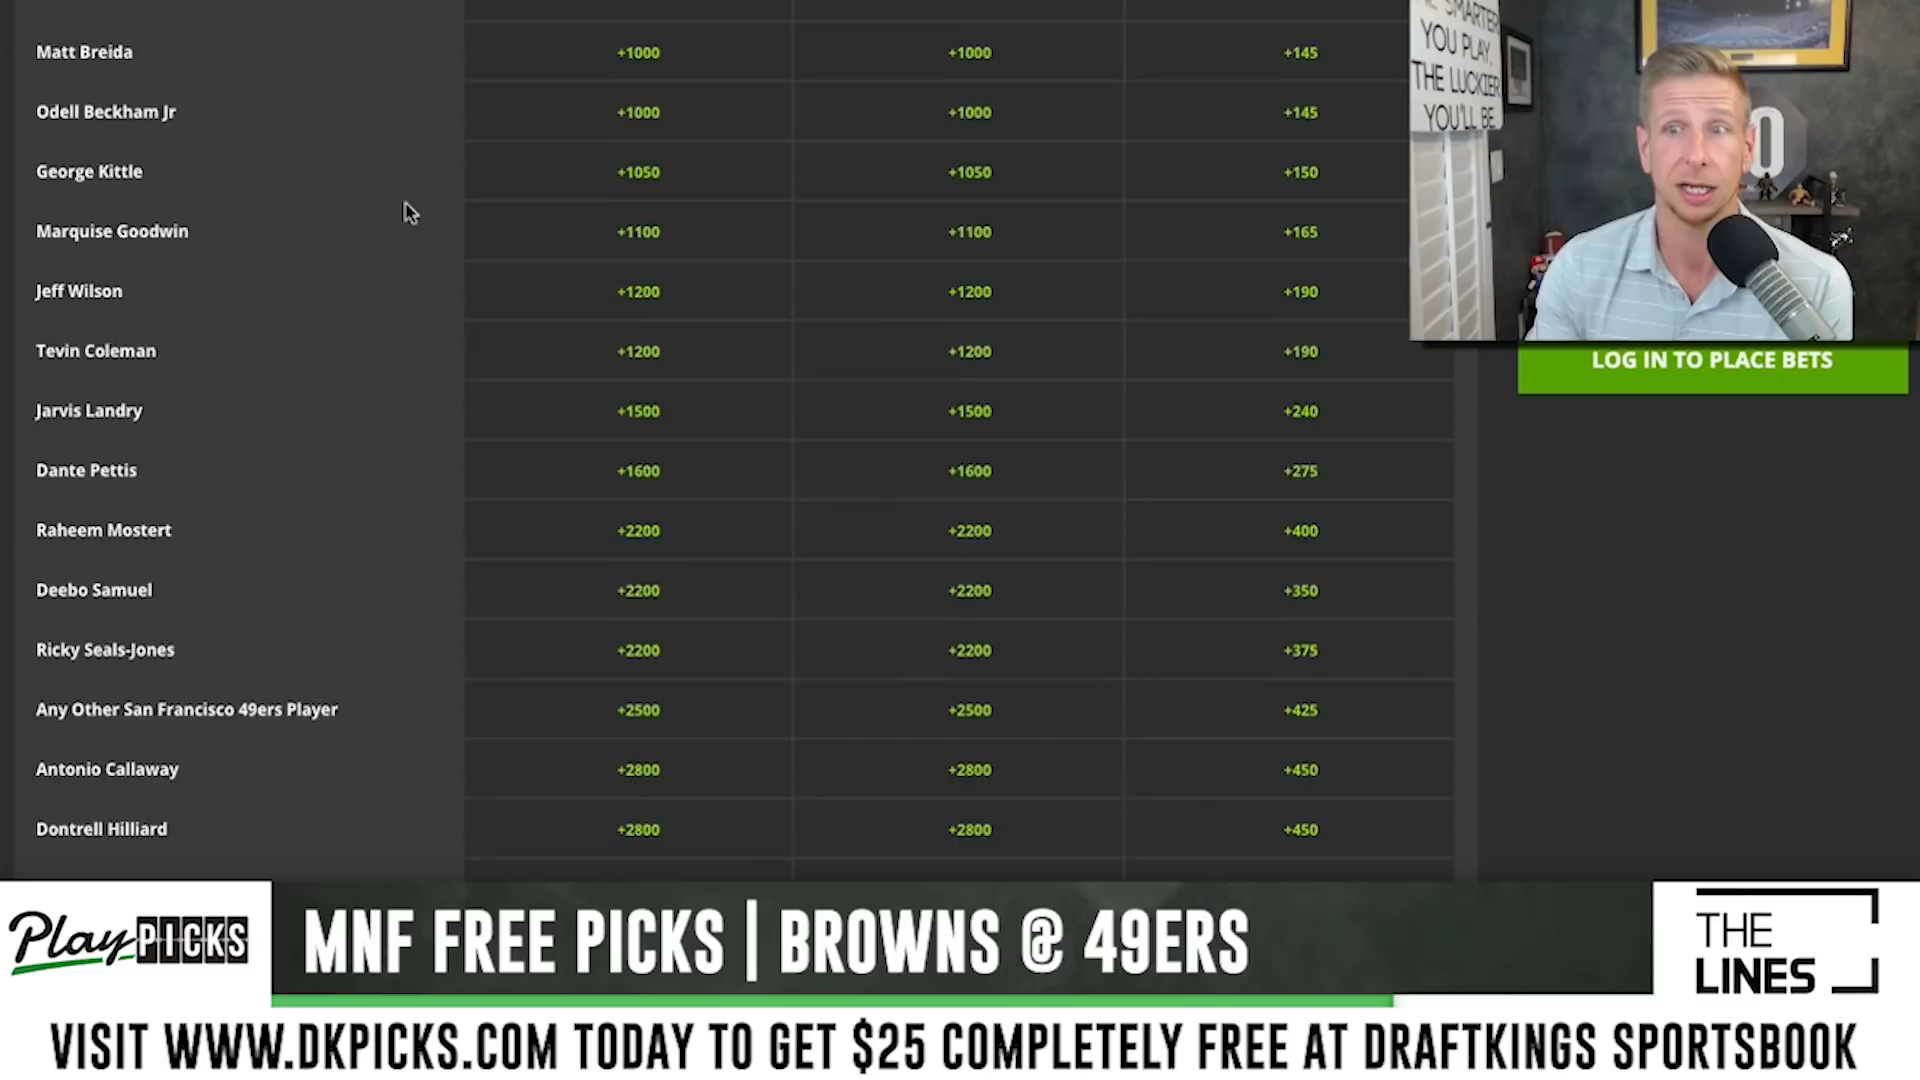 Matt Breida +1000 +1000 +145
Odell Beckham Jr +1000 +1000 +145
George Kittle +1050 +1050 +150
Marquise Goodwin +1100 +1100 +165
Jeff Wilson +1200 +1200 +190
Tevin Coleman +1200 +1200 +190
Jarvis Landry +1500 +1500 +240
Dante Pettis +1600 +1600 +275
Raheem Mostert +2200 +2200 +400
Deebo Samuel +2200 +2200 +350
Ricky Seals-Jones +2200 +2200 +375
Any Other San Francisco 49ers Player +2500 +2500 +425
Antonio Callaway +2800 +2800 +450
Dontrell Hilliard +2800 +2800 +450
SMARTER
YOU PLAY,
THE LUCKIER
YOU'LL BE.
LOG IN TO PLACE BETS
PlayPICKS
MNF FREE PICKS | BROWNS @ 49ERS
THE
LINES
VISIT WWW.DKPICKS.COM TODAY TO GET $25 COMPLETELY FREE AT DRAFTKINGS SPORTSBOOK